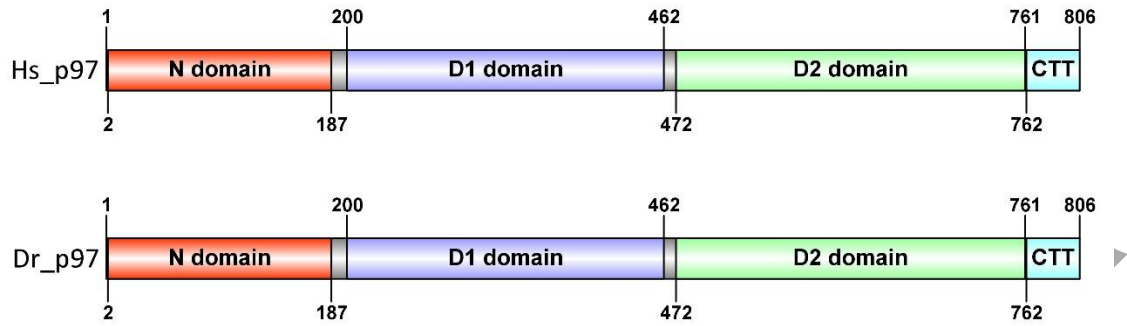 1 200 462 761 806
Hs_p97 N domain D1 domain D2 domain CTT
2 187 472 762
1 200 462 761 806
Dr_p97 N domain D1 domain D2 domain CTT
2 187 472 762